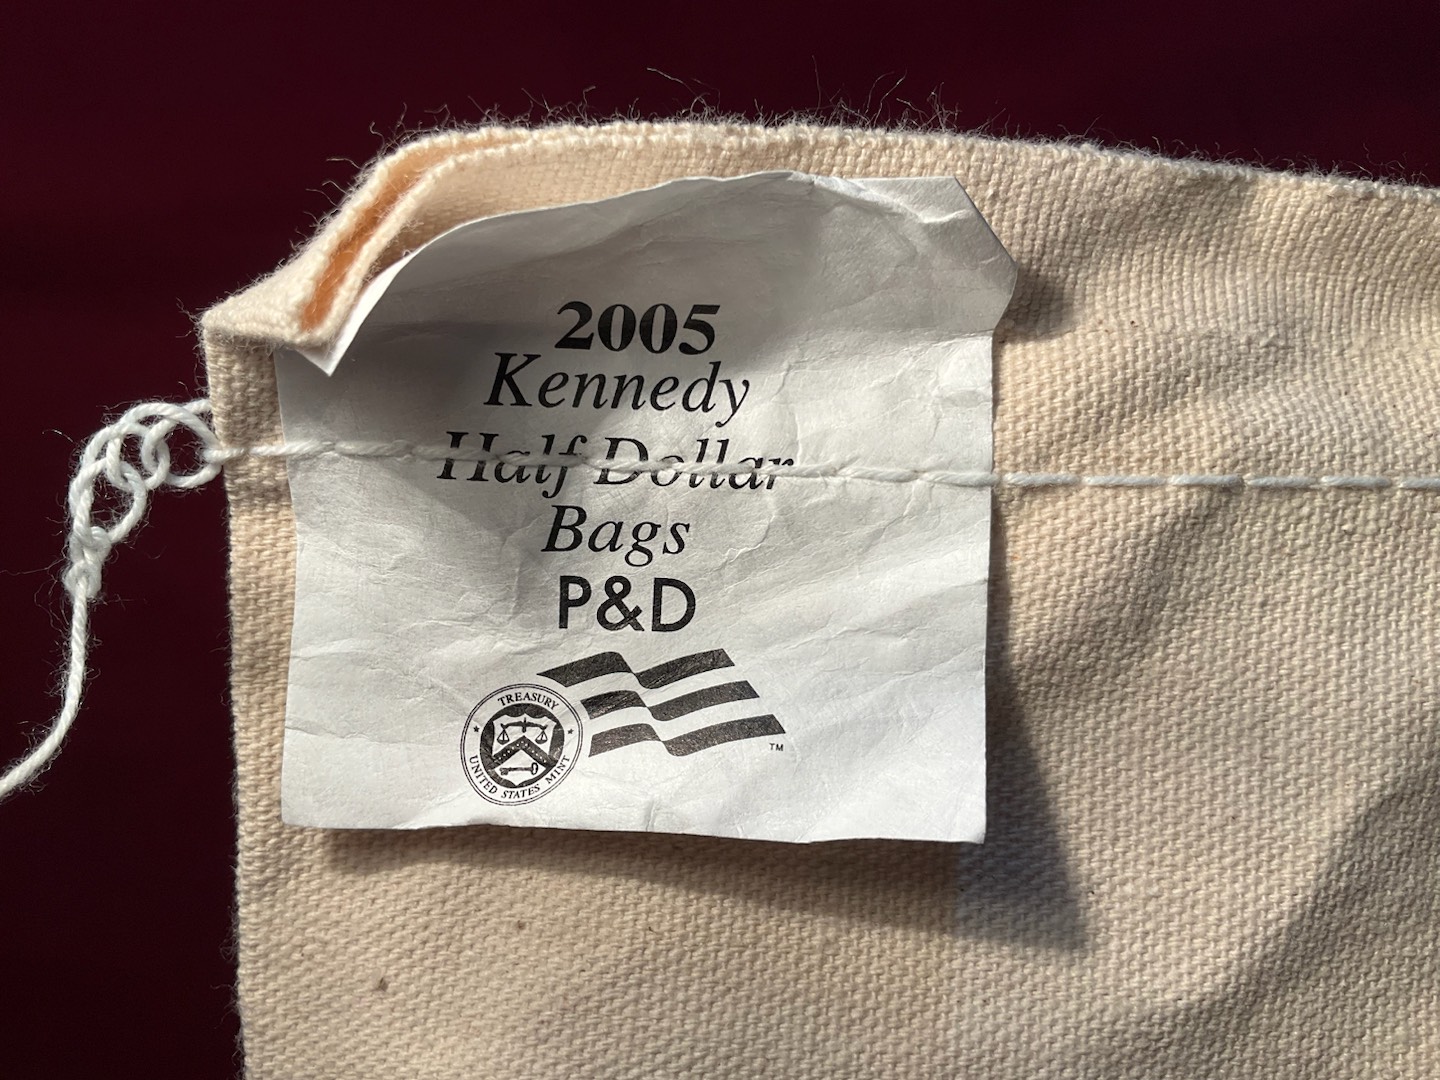 2005
Kennedy
Half Dollar
Bags
P&D
TREASURY
UNITED STATES MINT
TM